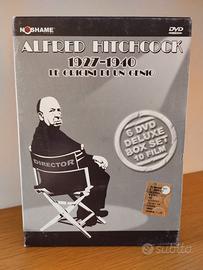 NOSHAME
DVD
ALFRED HITCHCOCK
1927-1940
LE ORIGINI DI UN GENIO
6 DVD
DELUXE
BOX SET
10 FILM
DIRECTOR
subito